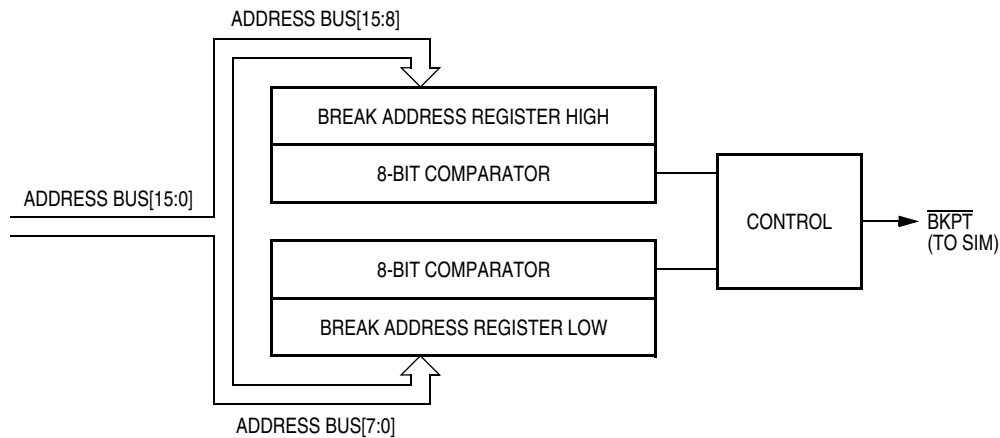 ADDRESS BUS[15:8]
BREAK ADDRESS REGISTER HIGH
8-BIT COMPARATOR
ADDRESS BUS[15:0]
CONTROL
BKPT
(TO SIM)
8-BIT COMPARATOR
BREAK ADDRESS REGISTER LOW
ADDRESS BUS[7:0]